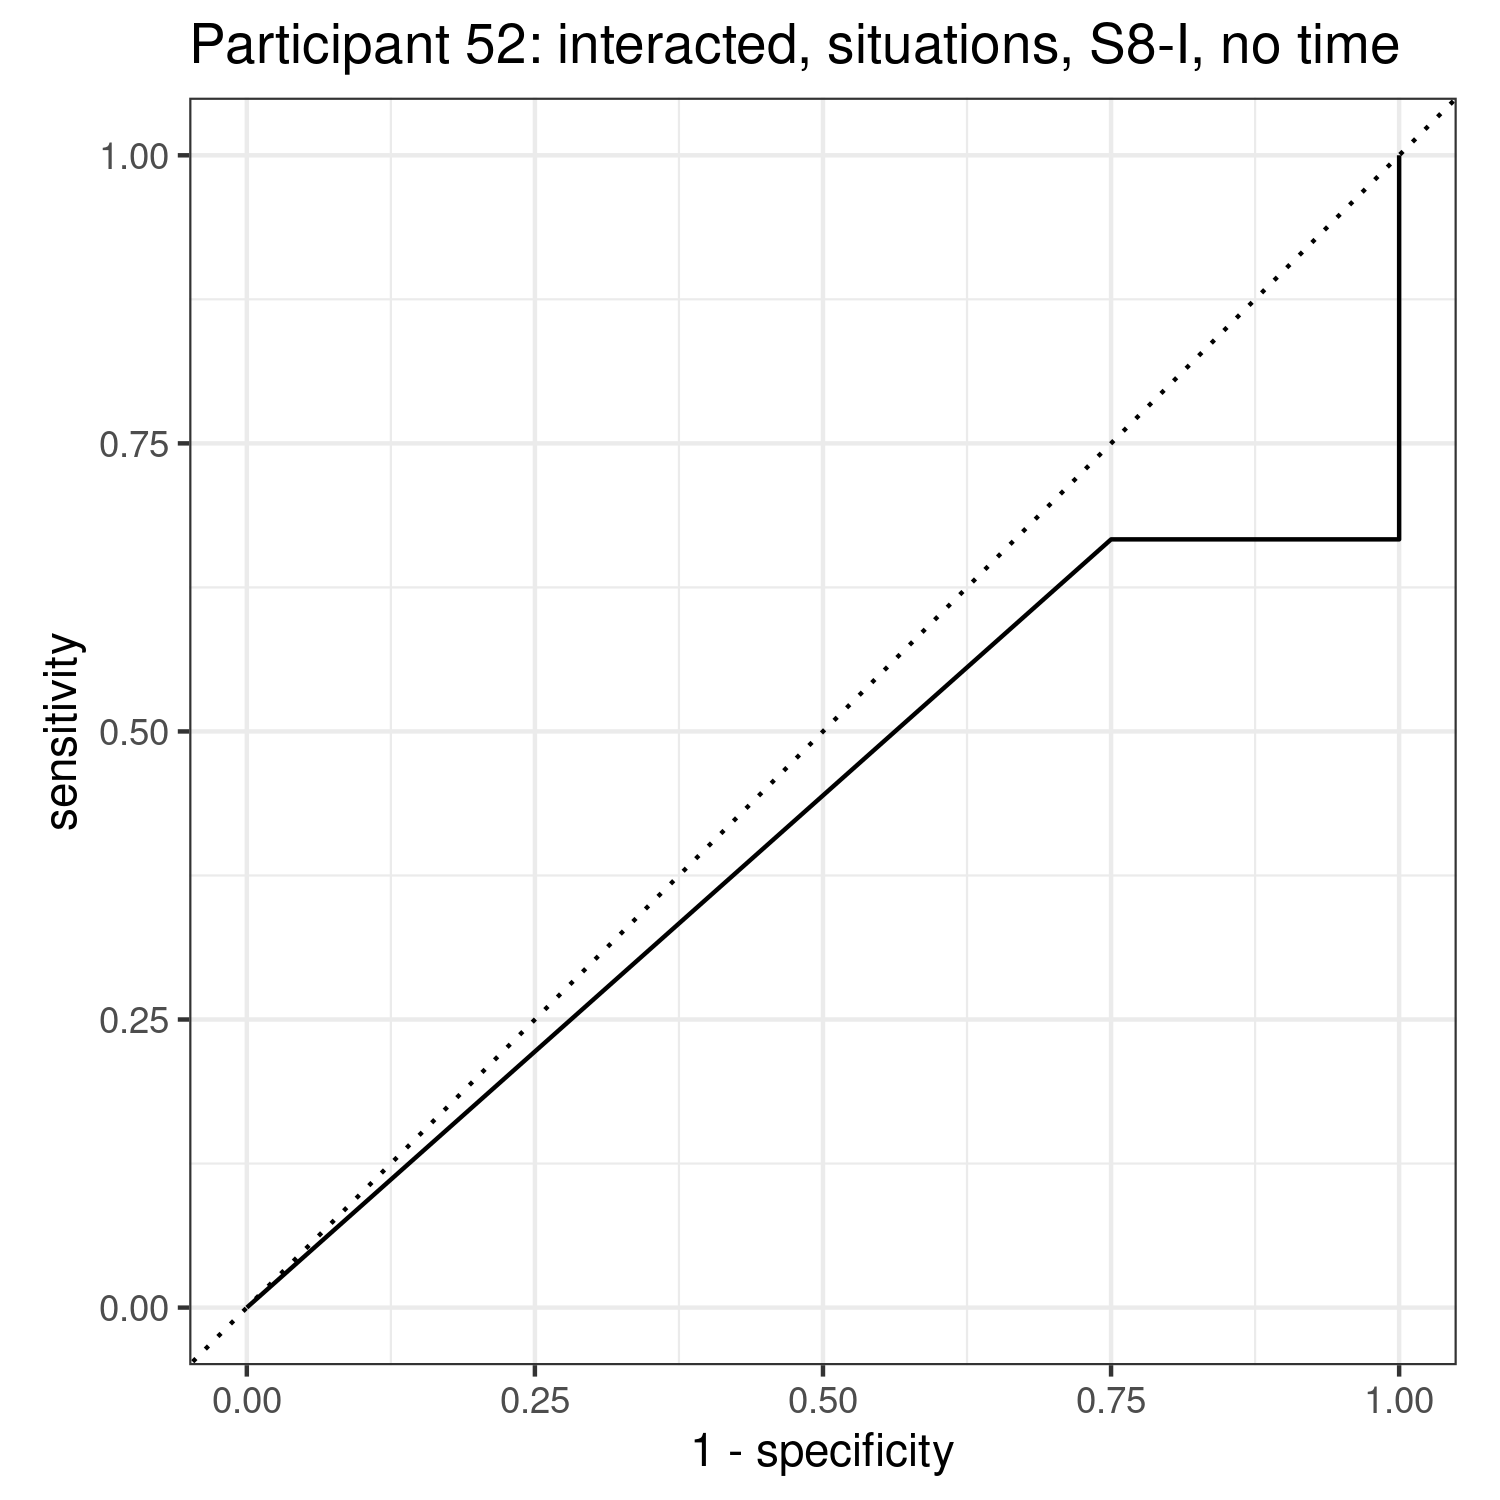 Participant 52: interacted, situations, S8-I, no time
1.00
0.75
0.50
0.25
0.00
sensitivity
0.00 0.25 0.50 0.75 1.00
1 - specificity